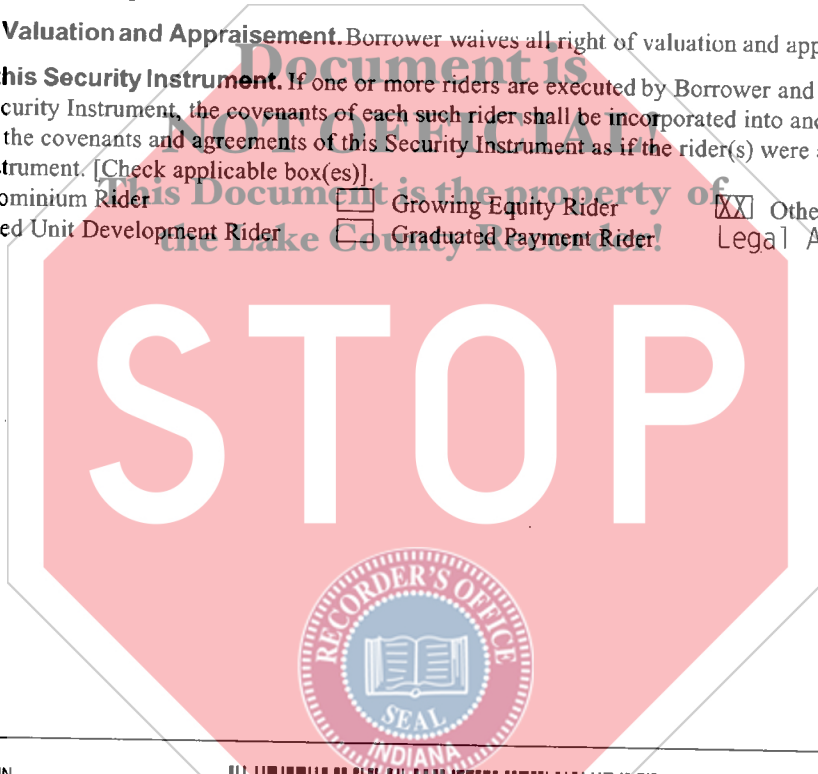 Valuation and Appraisement. Borrower waives all right of valuation and app
Document is
his Security Instrument. If one or more riders are executed by Borrower and
curity Instrument, the covenants of each such rider shall be incorporated into and
NOT OFFICIAL!
the covenants and agreements of this Security Instrument as if the rider(s) were a
trument. [Check applicable box(es)].
This Document is the property of
ominium Rider Growing Equity Rider XX Othe
ed Unit Development Rider Graduated Payment Rider Legal A
the Lake County Recorder!
STOP
RECORDER'S OFFICE
SEAL
INDIANA